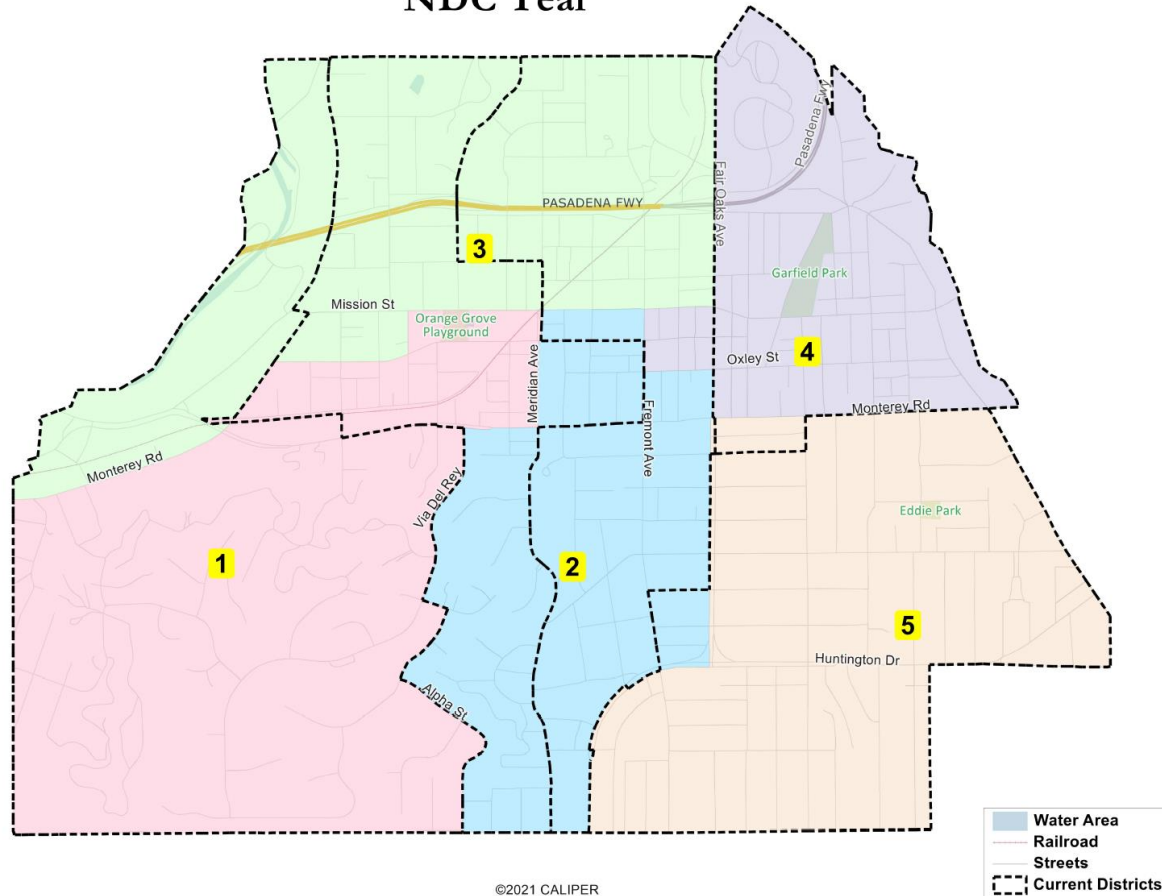 NDC Teal
Pasadena Fwy
Fair Oaks Ave
PASADENA FWY
3
Garfield Park
Mission St
Orange Grove
Playground
Meridian Ave
Oxley St
4
Fremont Ave
Monterey Rd
Monterey Rd
Via Del Rey
Eddie Park
1
2
5
Huntington Dr
Alpha St
Water Area
Railroad
Streets
Current Districts
©2021 CALIPER